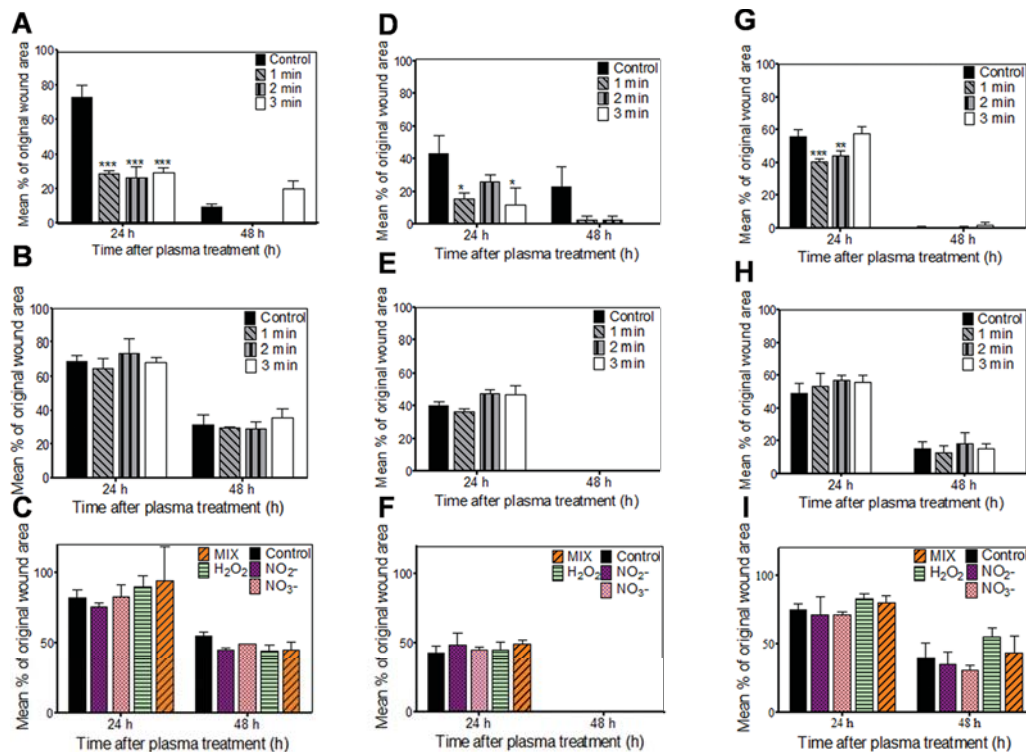 A
Mean % of original wound area
80
60
40
20
0
Control
1 min
2 min
3 min
***
***
***
24 h
48 h
Time after plasma treatment (h)
B
Mean % of original wound area
100
80
60
40
20
0
Control
1 min
2 min
3 min
24 h
48 h
Time after plasma treatment (h)
C
Mean % of original wound area
100
50
0
MIX
Control
H2O2
NO2-
NO3-
24 h
48 h
Time after plasma treatment (h)
D
Mean % of original wound area
100
80
60
40
20
0
Control
1 min
2 min
3 min
*
*
24 h
48 h
Time after plasma treatment (h)
E
Mean % of original wound area
100
80
60
40
20
0
Control
1 min
2 min
3 min
24 h
48 h
Time after plasma treatment (h)
F
Mean % of original wound area
100
50
0
MIX
Control
H2O2
NO2-
NO3-
24 h
48 h
Time after plasma treatment (h)
G
Mean % of original wound area
100
80
60
40
20
0
Control
1 min
2 min
3 min
***
**
24 h
48 h
Time after plasma treatment (h)
H
Mean % of original wound area
100
80
60
40
20
0
Control
1 min
2 min
3 min
24 h
48 h
Time after plasma treatment (h)
I
Mean % of original wound area
100
50
0
MIX
Control
H2O2
NO2-
NO3-
24 h
48 h
Time after plasma treatment (h)